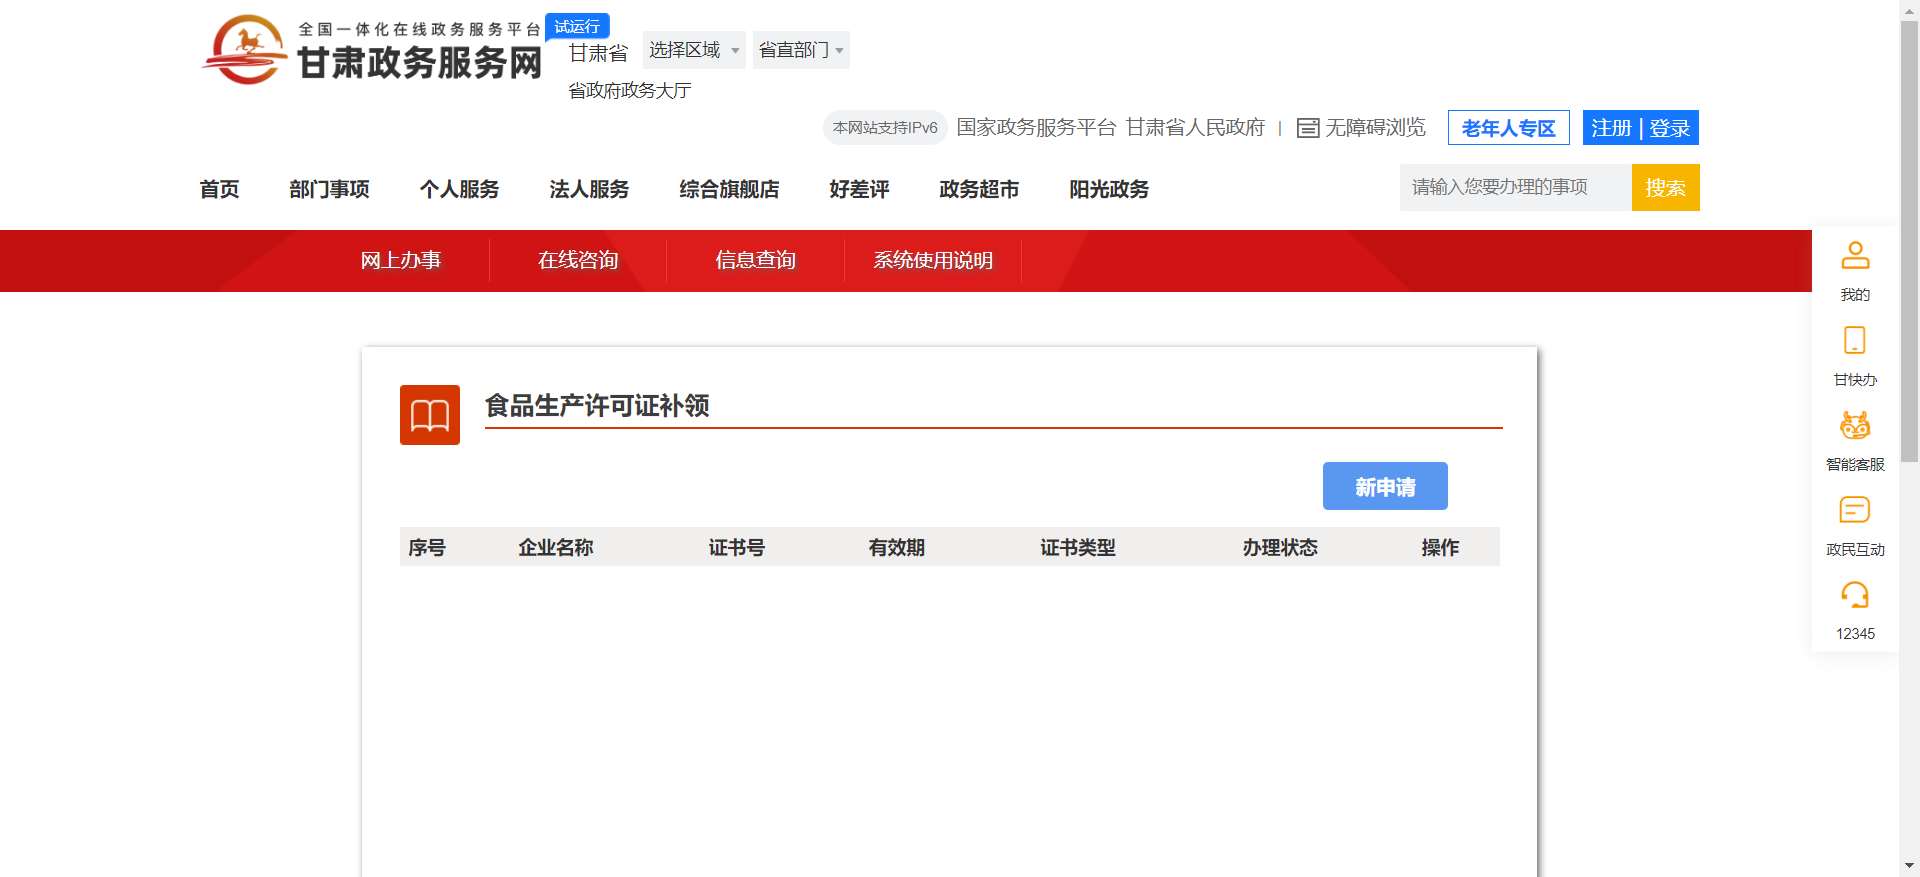 全国一体化在线政务服务平台
试运行
甘肃政务服务网
甘肃省
选择区域
省直部门
省政府政务大厅
本网站支持IPv6
国家政务服务平台
甘肃省人民政府
|
无障碍浏览
老年人专区
注册 | 登录
首页
部门事项
个人服务
法人服务
综合旗舰店
好差评
政务超市
阳光政务
请输入您要办理的事项
搜索
网上办事
在线咨询
信息查询
系统使用说明
我的
甘快办
智能客服
政民互动
12345
食品生产许可证补领
新申请
序号
企业名称
证书号
有效期
证书类型
办理状态
操作